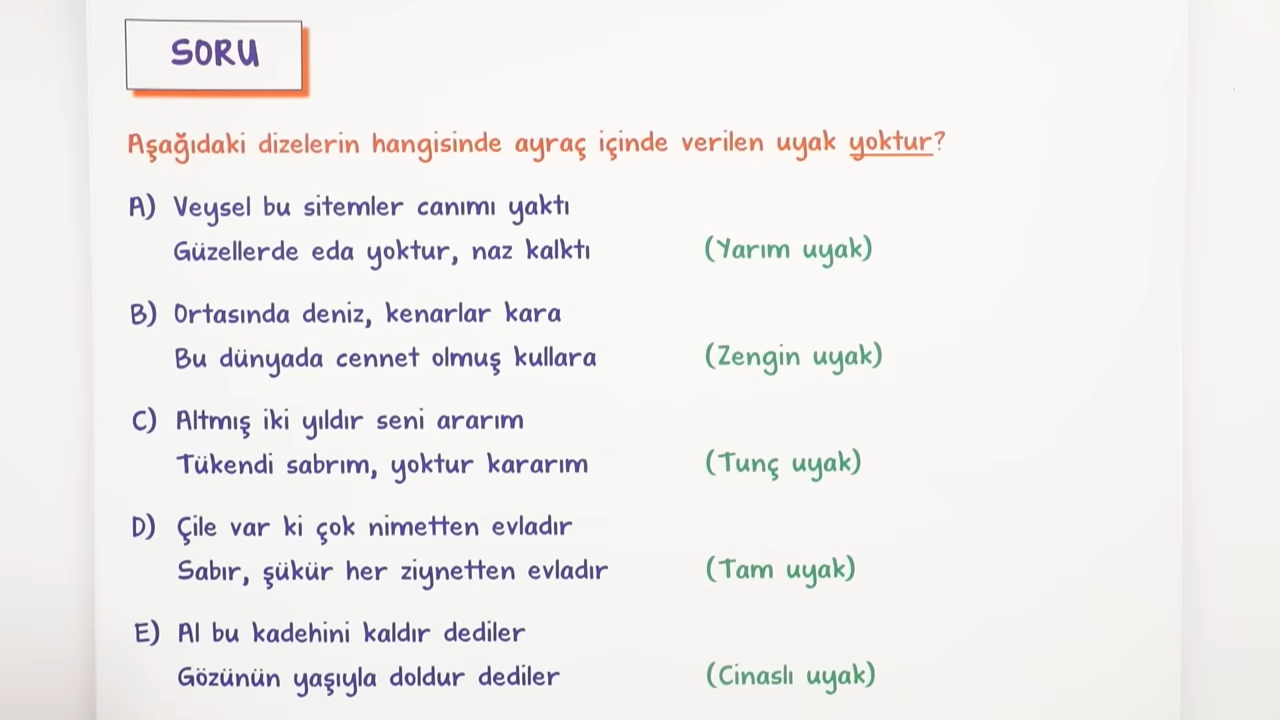 SORU
Aşağıdaki dizelerin hangisinde ayraç içinde verilen uyak yoktur?
A) Veysel bu sitemler canımı yaktı
Güzellerde eda yoktur, naz kalktı (Yarım uyak)
B) Ortasında deniz, kenarlar kara
Bu dünyada cennet olmuş kullara (Zengin uyak)
C) Altmış iki yıldır seni ararım
Tükendi sabrım, yoktur kararım (Tunç uyak)
D) Çile var ki çok nimetten evladır
Sabır, şükür her ziynetten evladır (Tam uyak)
E) Al bu kadehini kaldır dediler
Gözünün yaşıyla doldur dediler (Cinaslı uyak)